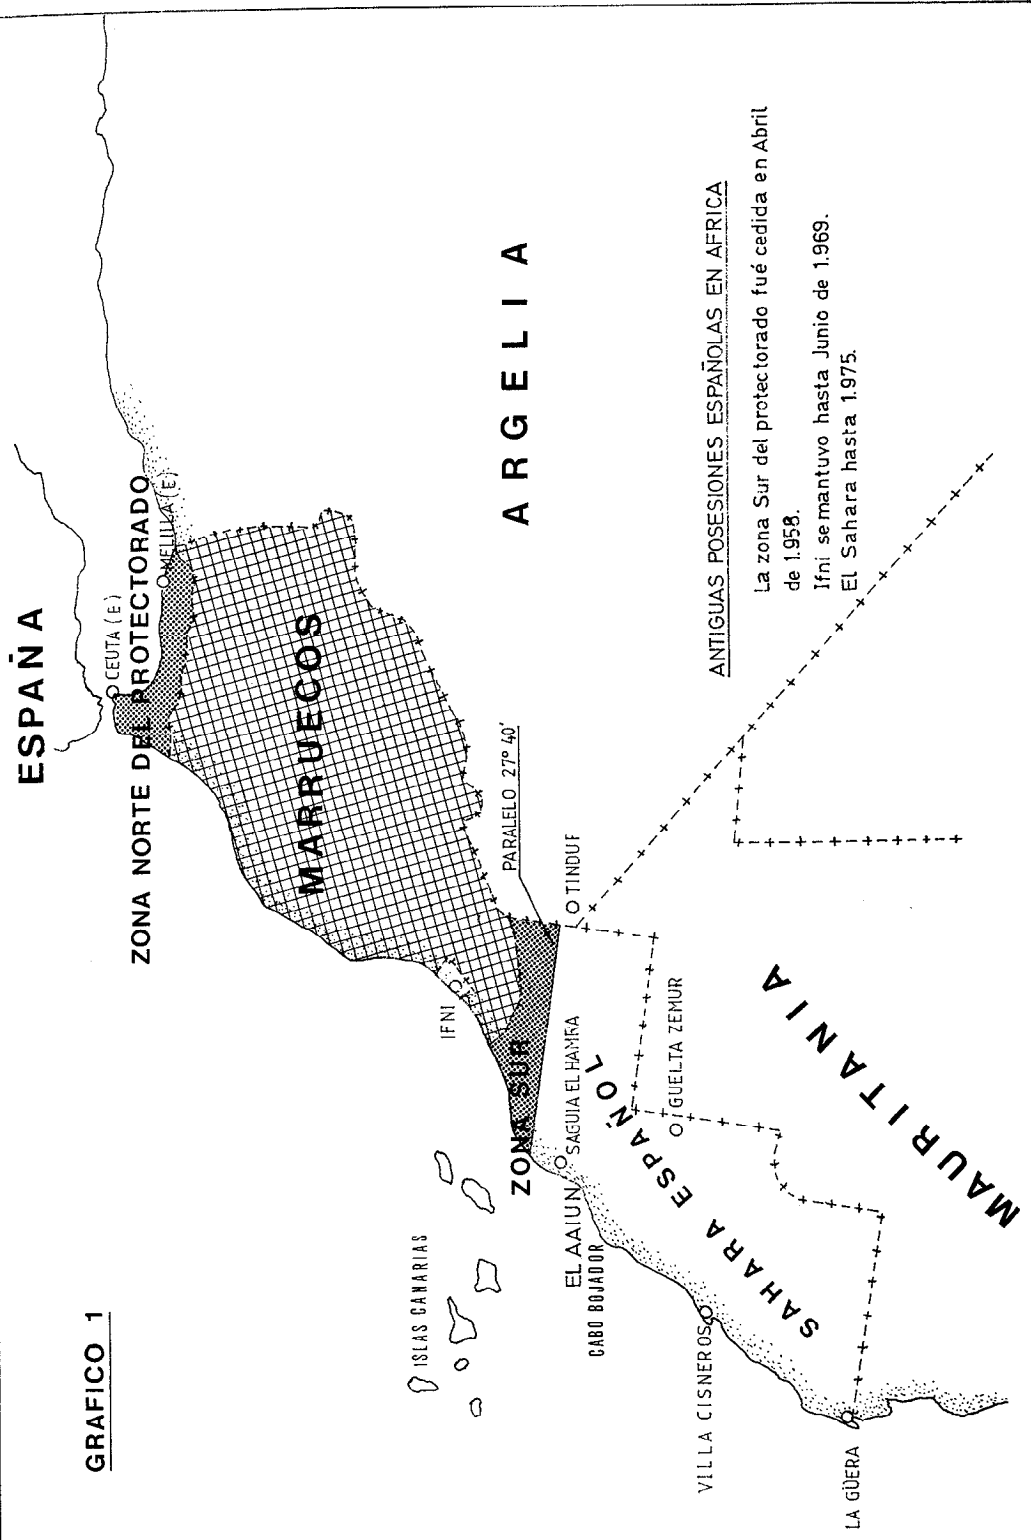 GRAFICO 1
ESPAÑA
CEUTA (E)
ZONA NORTE DEL PROTECTORADO
MELILLA (E)
MARRUECOS
ARGELIA
IFNI
PARALELO 27º 40'
ISLAS CANARIAS
ZONA SUR
TINDUF
EL AAIUN
SAGUIA EL HAMRA
CABO BOJADOR
SAHARA ESPAÑOL
GUELTA ZEMUR
VILLA CISNEROS
MAURITANIA
LA GÜERA
ANTIGUAS POSESIONES ESPAÑOLAS EN AFRICA
La zona Sur del protectorado fué cedida en Abril
de 1.958.
Ifni se mantuvo hasta Junio de 1.969.
El Sahara hasta 1.975.